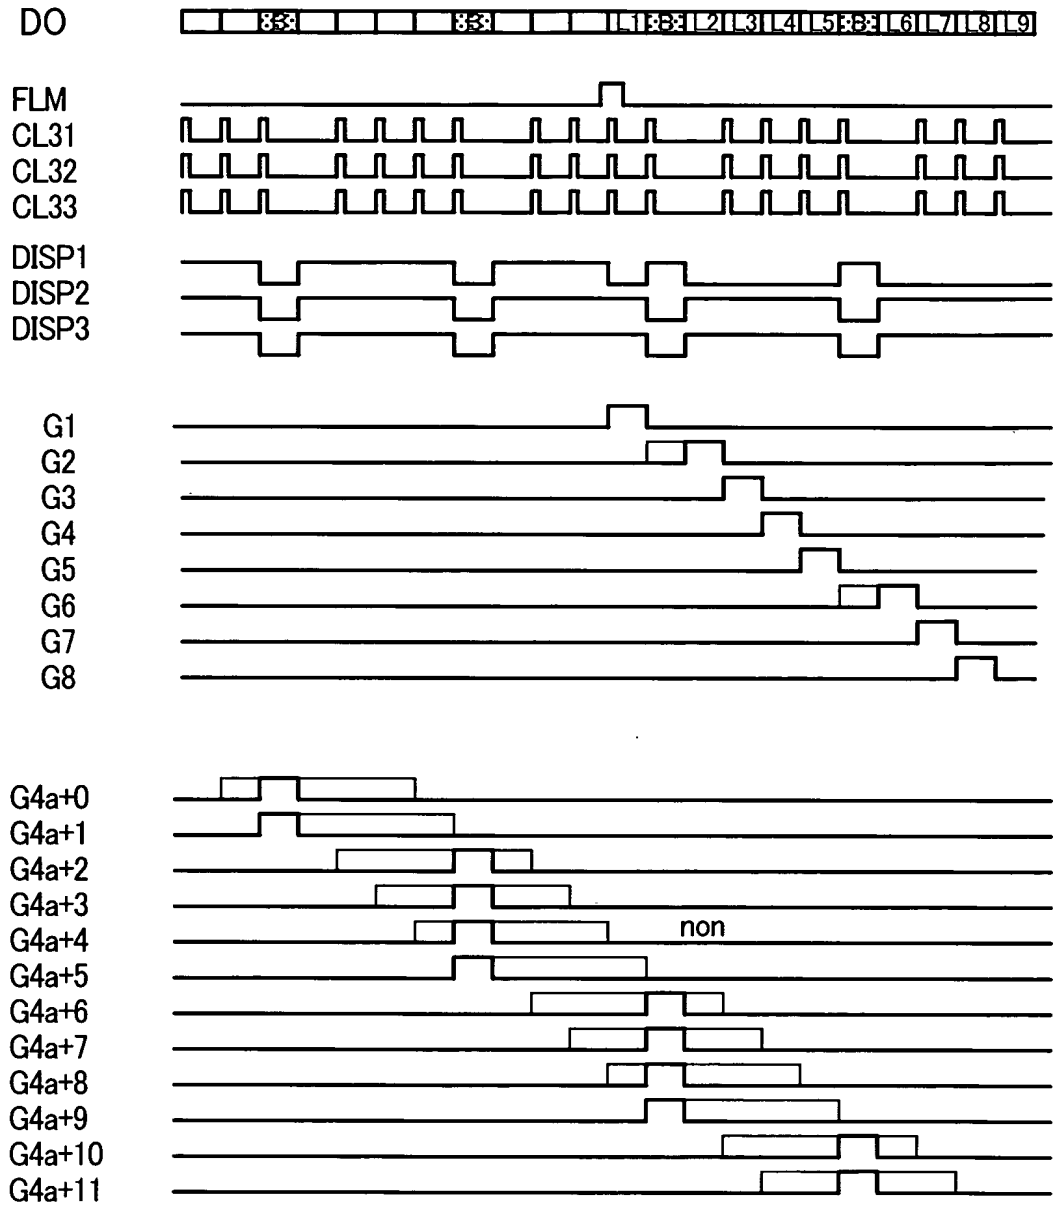 DO B B L1 B L2 L3 L4 L5 B L6 L7 L8 L9
FLM
CL31
CL32
CL33
DISP1
DISP2
DISP3
G1
G2
G3
G4
G5
G6
G7
G8
G4a+0
G4a+1
G4a+2
G4a+3
G4a+4 non
G4a+5
G4a+6
G4a+7
G4a+8
G4a+9
G4a+10
G4a+11